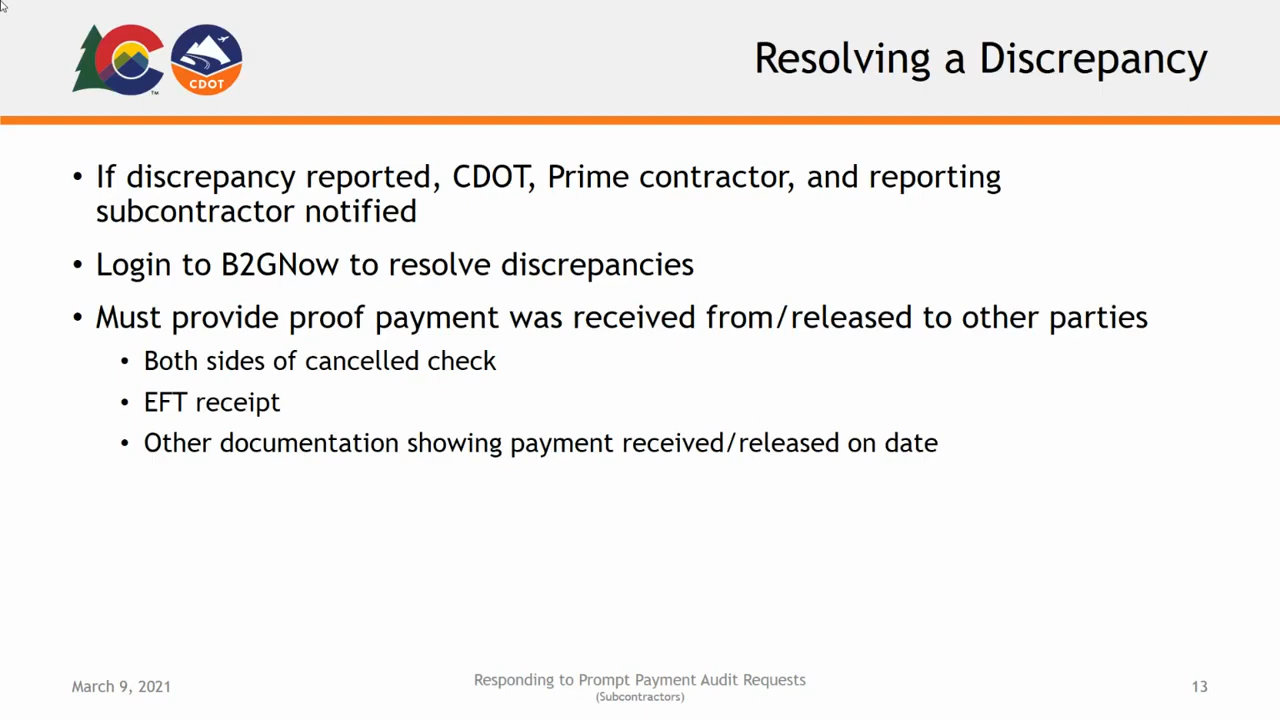 CDOT
TM
Resolving a Discrepancy
• If discrepancy reported, CDOT, Prime contractor, and reporting
subcontractor notified
• Login to B2GNow to resolve discrepancies
• Must provide proof payment was received from/released to other parties
• Both sides of cancelled check
• EFT receipt
• Other documentation showing payment received/released on date
March 9, 2021
Responding to Prompt Payment Audit Requests
(Subcontractors)
13